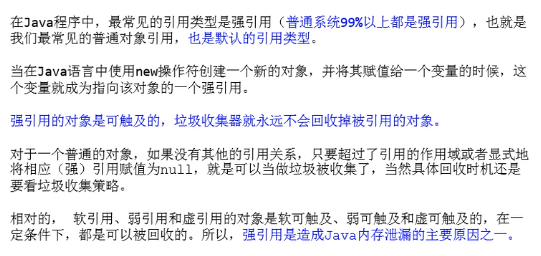 在Java程序中，最常见的引用类型是强引用（普通系统99%以上都是强引用），也就是
我们最常见的普通对象引用，也是默认的引用类型。
当在Java语言中使用new操作符创建一个新的对象，并将其赋值给一个变量的时候，这
个变量就成为指向该对象的一个强引用。
强引用的对象是可触及的，垃圾收集器就永远不会回收掉被引用的对象。
对于一个普通的对象，如果没有其他的引用关系，只要超过了引用的作用域或者显式地
将相应（强）引用赋值为null，就是可以当做垃圾被收集了，当然具体回收时机还是
要看垃圾收集策略。
相对的， 软引用、弱引用和虚引用的对象是软可触及、弱可触及和虚可触及的，在一
定条件下，都是可以被回收的。所以，强引用是造成Java内存泄漏的主要原因之一。